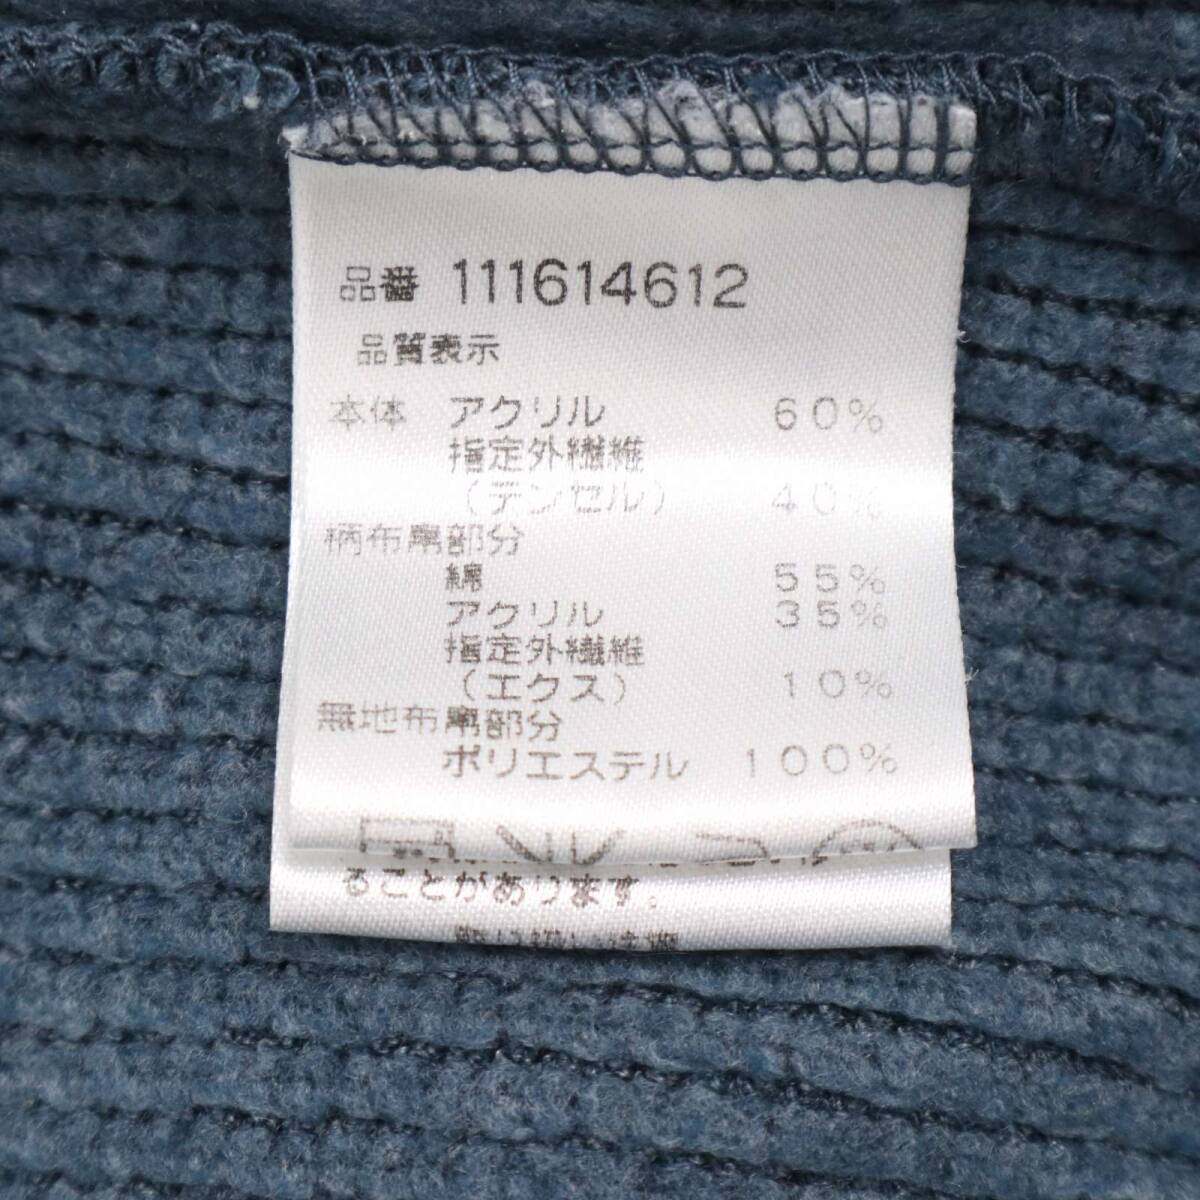 品番 111614612
品質表示
本体 アクリル 60%
指定外繊維
(テンセル) 40%
柄布帛部分
綿 55%
アクリル 35%
指定外繊維
(エクス) 10%
無地布帛部分
ポリエステル 100%
ることがあります。